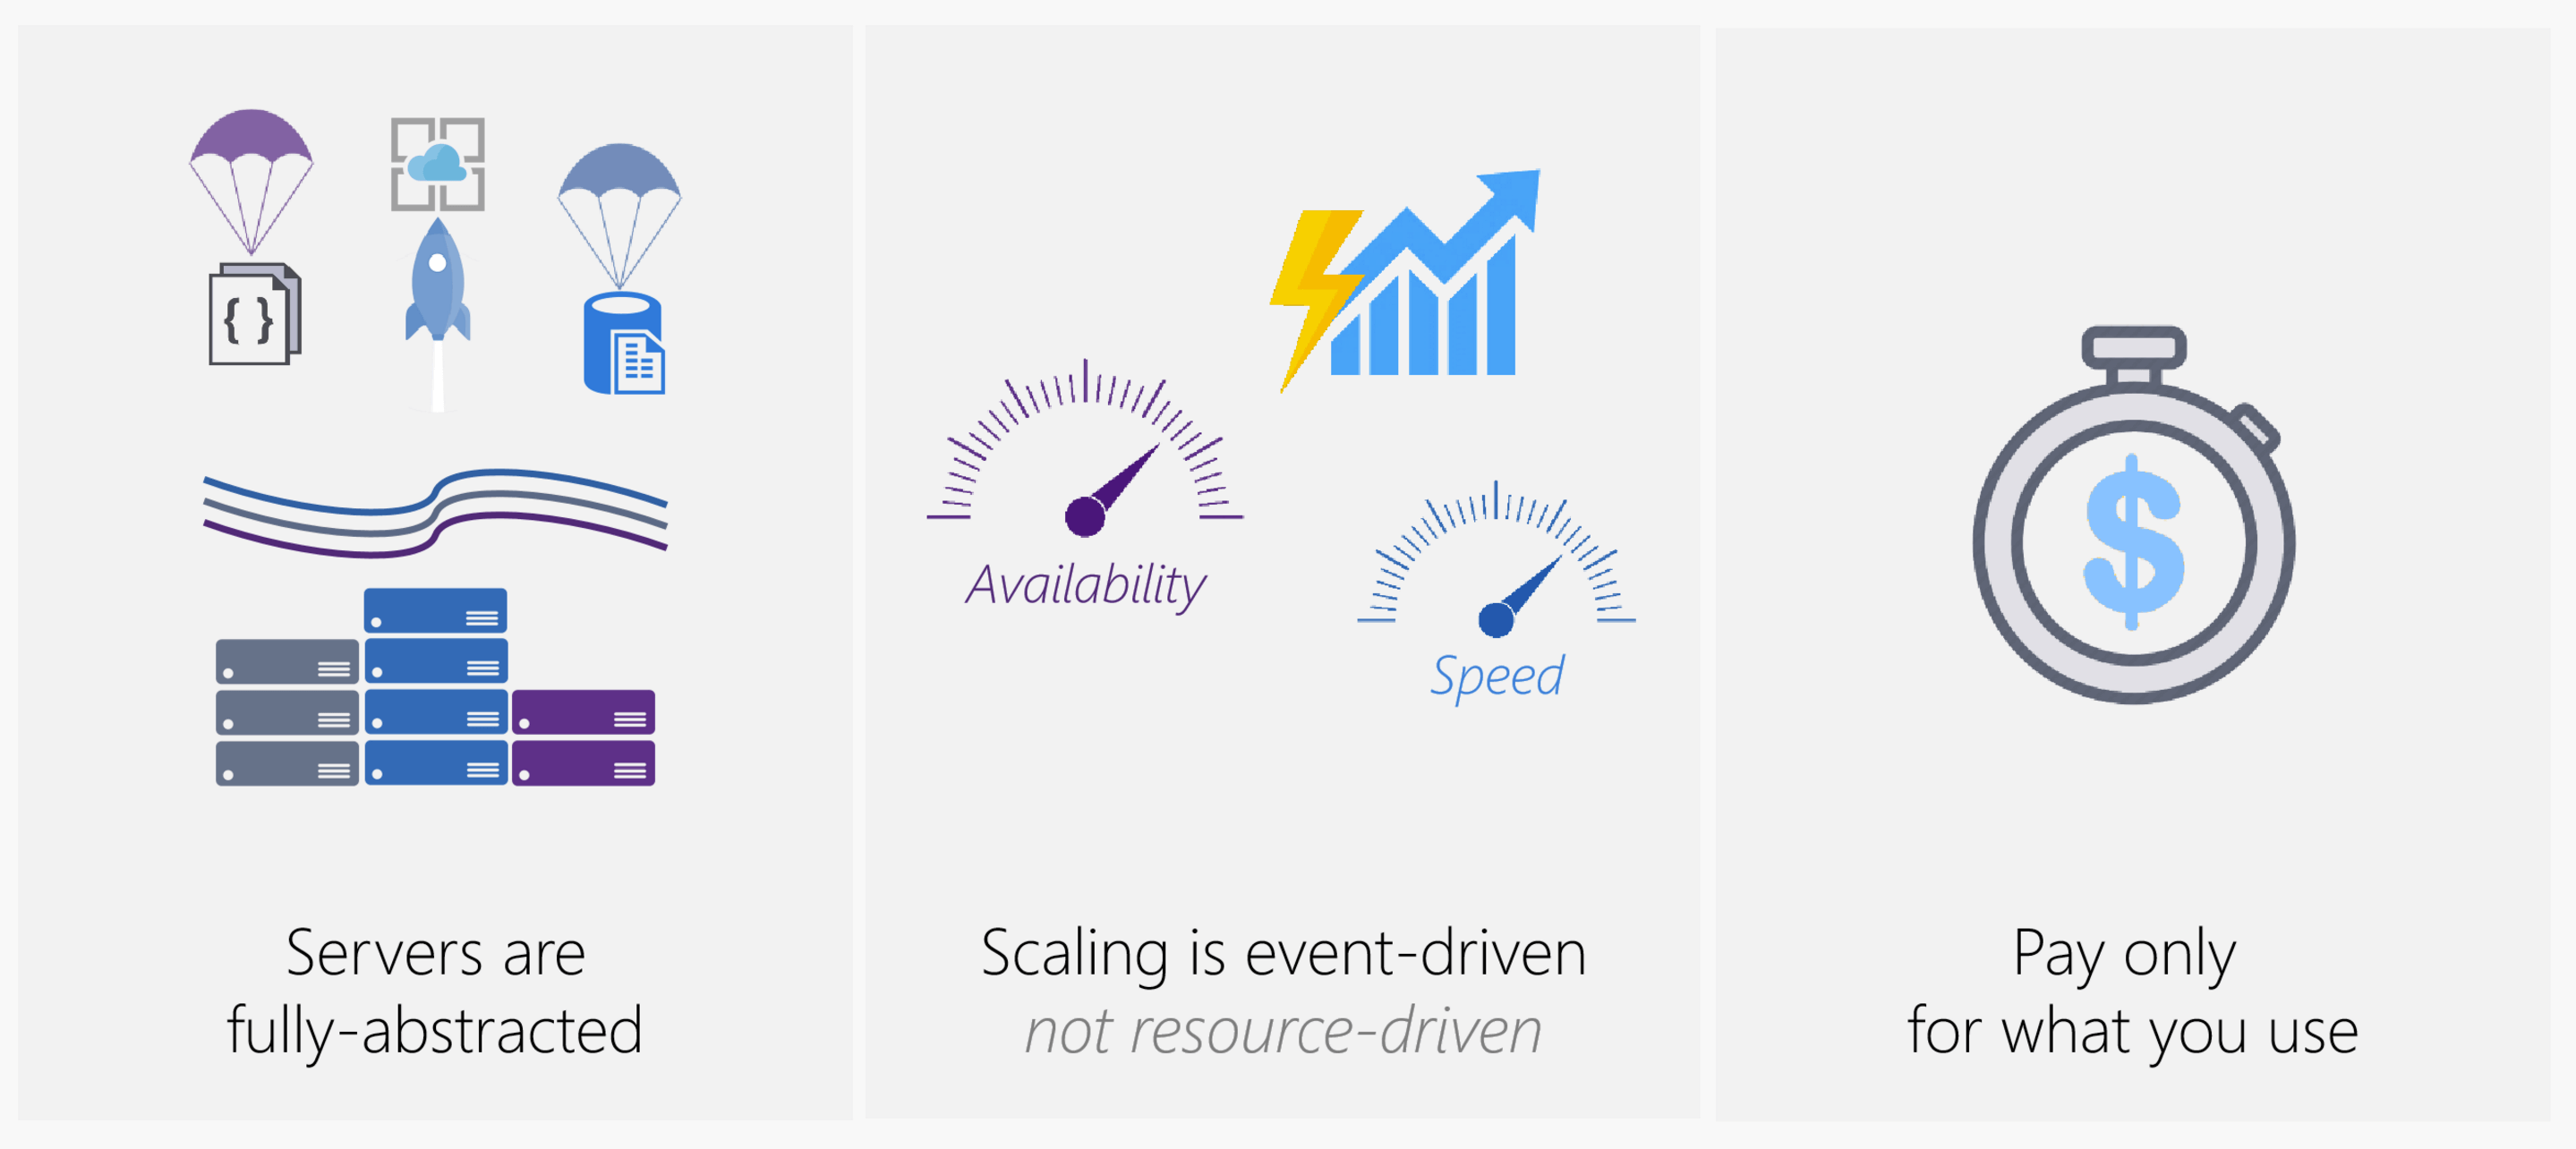 { }
Availability
Speed
$
Servers are
fully-abstracted
Scaling is event-driven
not resource-driven
Pay only
for what you use